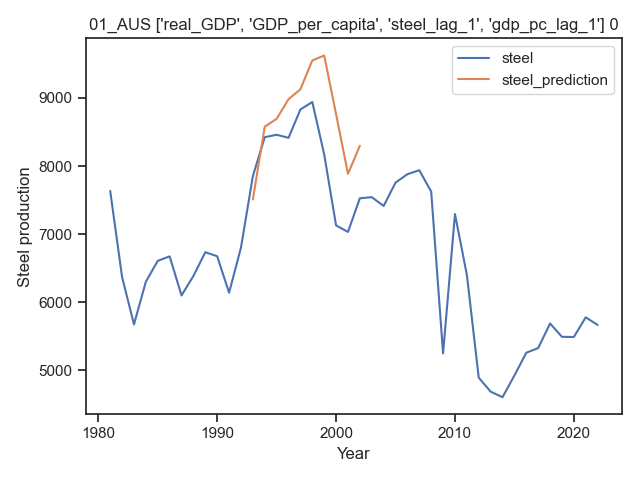 01_AUS ['real_GDP', 'GDP_per_capita', 'steel_lag_1', 'gdp_pc_lag_1'] 0
steel
steel_prediction
9000
8000
7000
6000
5000
Steel production
1980 1990 2000 2010 2020
Year